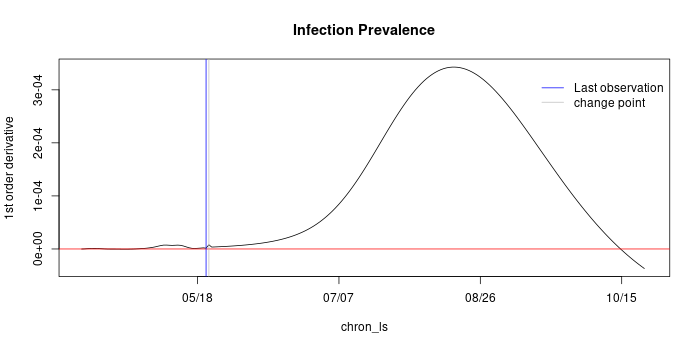 Infection Prevalence
1st order derivative
3e-04
2e-04
1e-04
0e+00
Last observation
change point
05/18 07/07 08/26 10/15
chron_ls